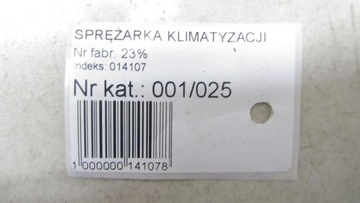 SPRĘŻARKA KLIMATYZACJI
Nr fabr. 23%
Indeks: 014107
Nr kat.: 001/025
1 000000 141078